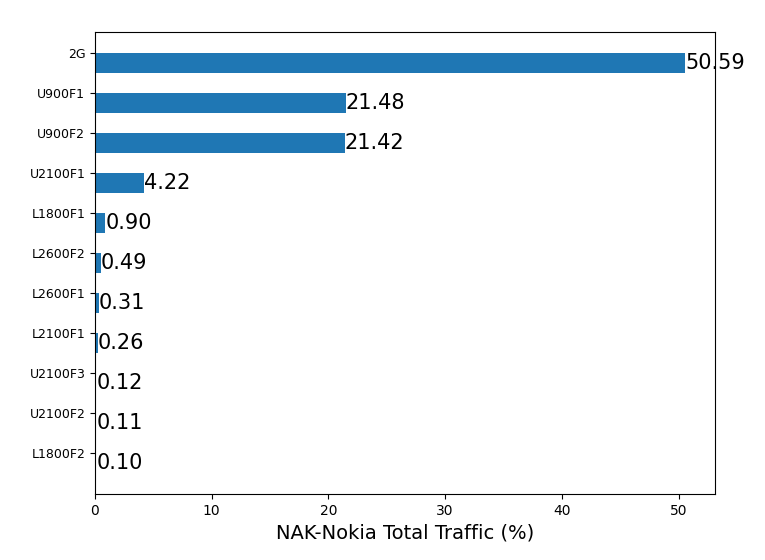 2G 50.59
U900F1 21.48
U900F2 21.42
U2100F1 4.22
L1800F1 0.90
L2600F2 0.49
L2600F1 0.31
L2100F1 0.26
U2100F3 0.12
U2100F2 0.11
L1800F2 0.10
0 10 20 30 40 50
NAK-Nokia Total Traffic (%)